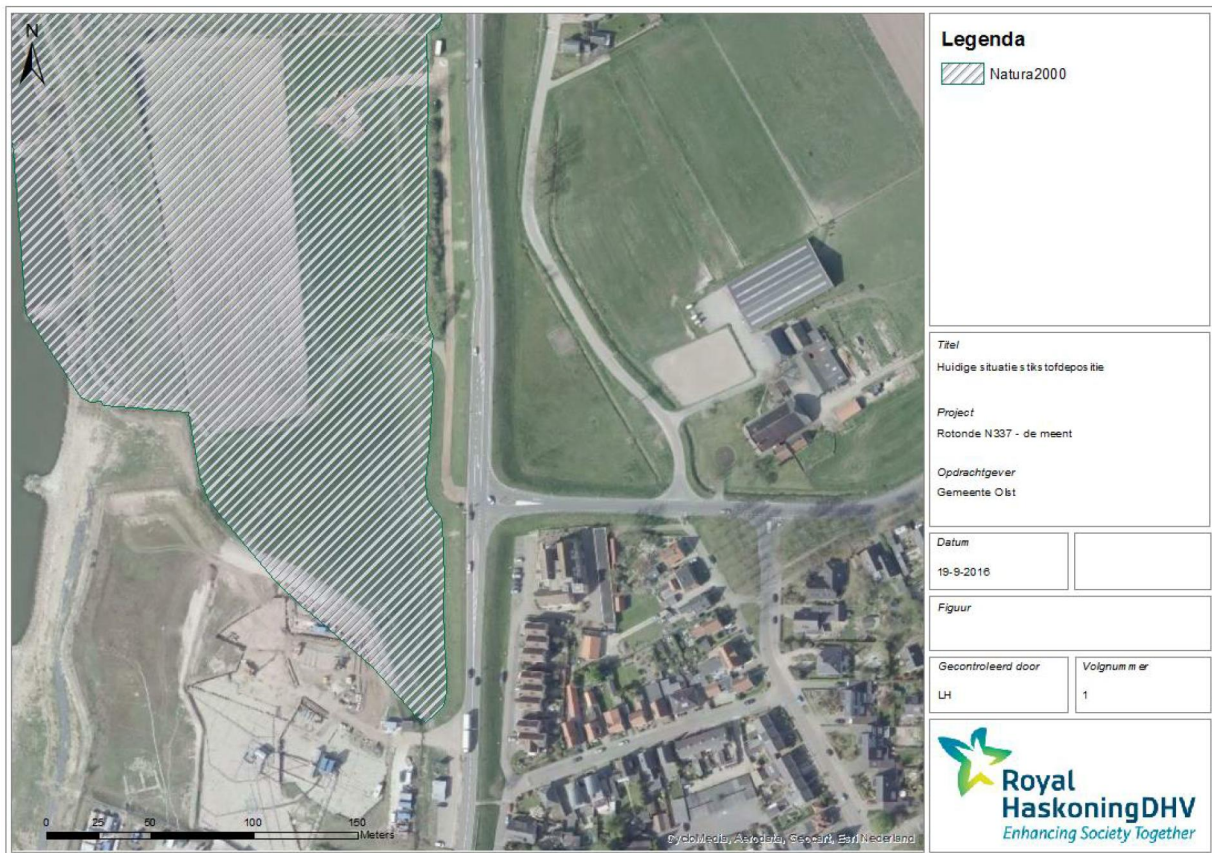 N
0 25 50 100 150
Meters
CycloMedia, Aerodata, Geocart, Esri Nederland
Legenda
Natura2000
Titel
Huidige situatie stikstofdepositie
Project
Rotonde N337 - de meent
Opdrachtgever
Gemeente Olst
Datum
19-9-2016
Figuur
Gecontroleerd door
LH
Volgnummer
1
Royal
HaskoningDHV
Enhancing Society Together